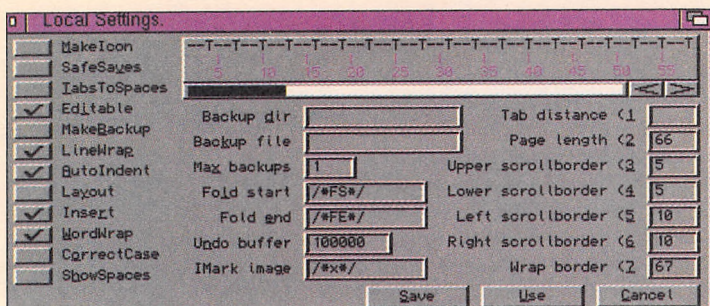 Local Settings.
MakeIcon
SafeSaves
TabsToSpaces
Editable
MakeBackup
LineWrap
AutoIndent
Layout
Insert
WordWrap
CorrectCase
ShowSpaces
--T--T--T--T--T--T--T--T--T--T--T--T--T--T--T--T--T
5 10 15 20 25 30 35 40 45 50 55
< >
Backup dir
Backup file
Max backups 1
Fold start /*FS*/
Fold end /*FE*/
Undo buffer 100000
IMark image /*x*/
Tab distance <1
Page length <2 66
Upper scrollborder <3 5
Lower scrollborder <4 5
Left scrollborder <5 10
Right scrollborder <6 10
Wrap border <7 67
Save Use Cancel